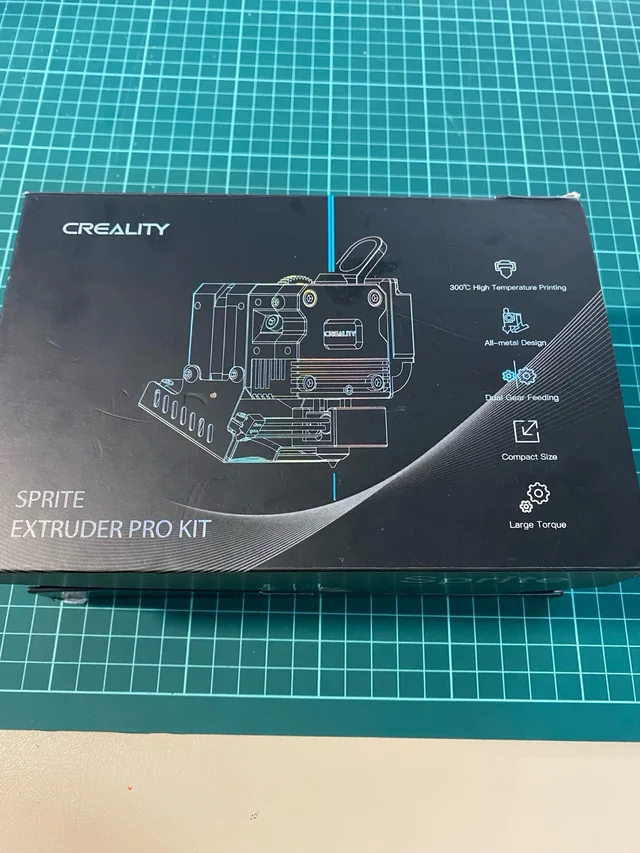 CREALITY
300℃ High Temperature Printing
CREALITY
All-metal Design
Dual Gear Feeding
Compact Size
SPRITE
EXTRUDER PRO KIT
Large Torque
Sprite